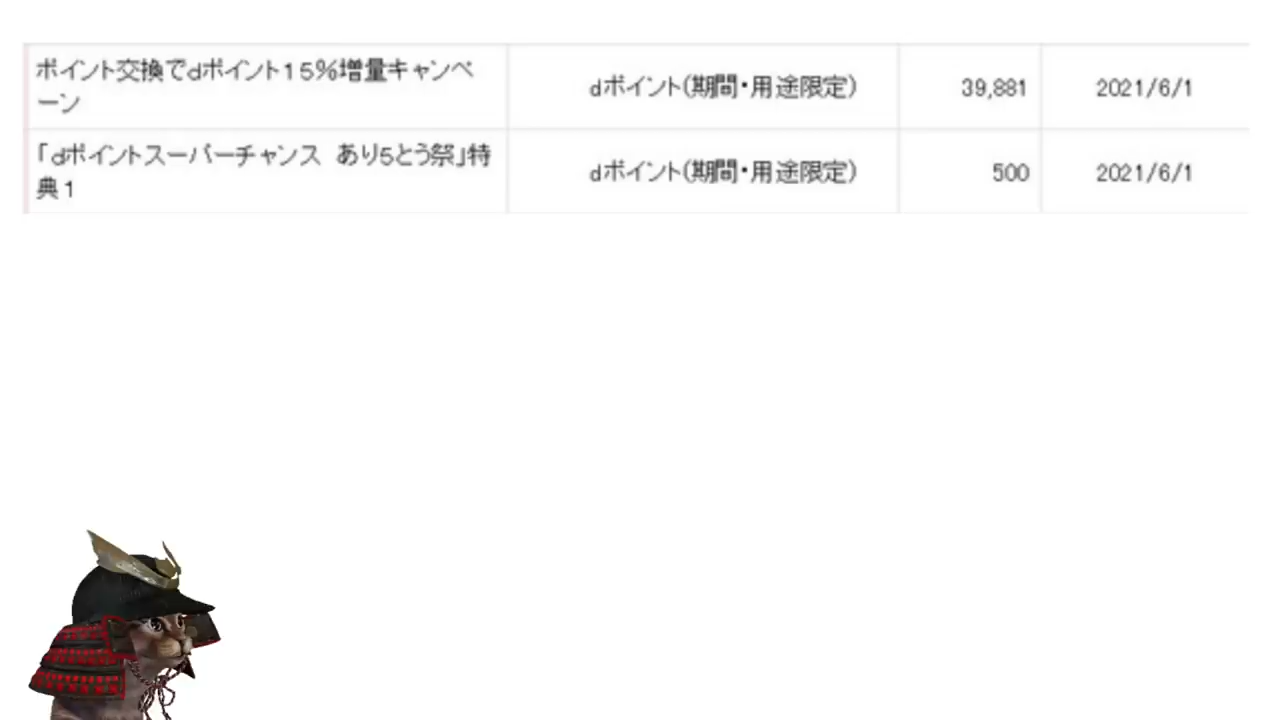 ポイント交換でdポイント15%増量キャンペ
ーン
dポイント(期間・用途限定)
39,881
2021/6/1
「dポイントスーパーチャンス あり5とう祭」特
典1
dポイント(期間・用途限定)
500
2021/6/1